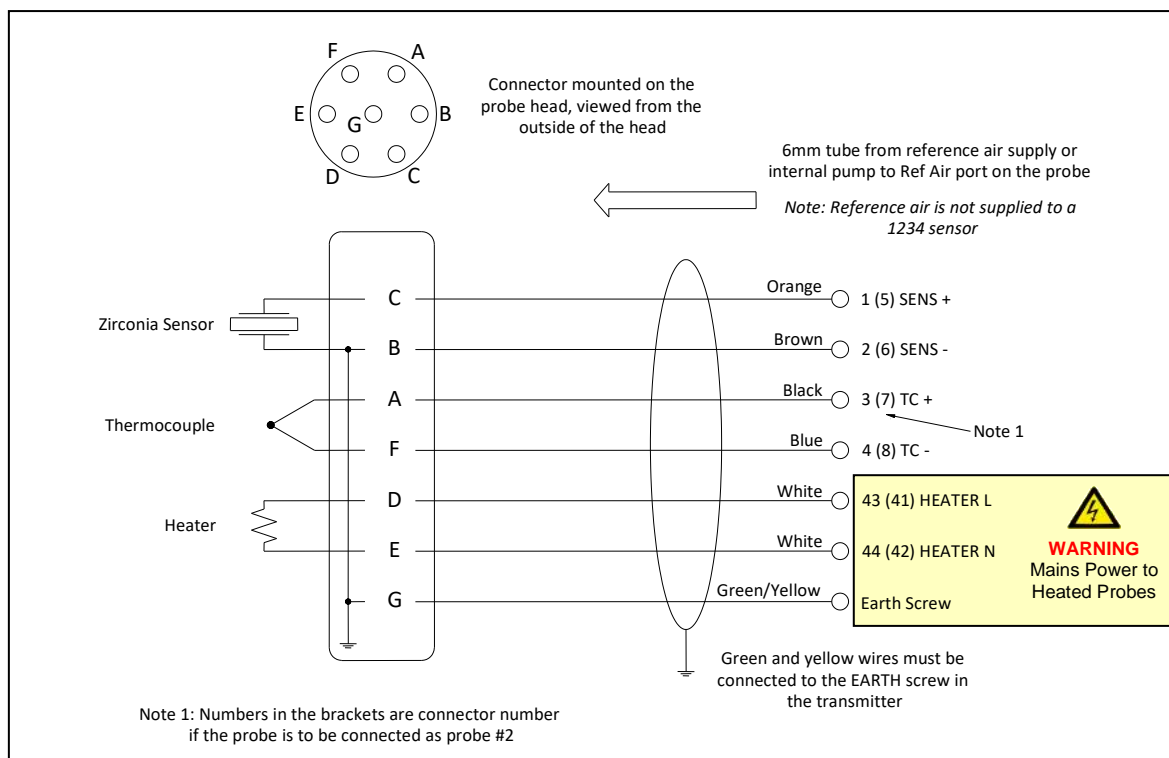 F
A
E
G
B
D
C
Connector mounted on the
probe head, viewed from the
outside of the head
6mm tube from reference air supply or
internal pump to Ref Air port on the probe
Note: Reference air is not supplied to a
1234 sensor
Zirconia Sensor
C
Orange
1 (5) SENS +
B
Brown
2 (6) SENS -
Thermocouple
A
Black
3 (7) TC +
Note 1
F
Blue
4 (8) TC -
Heater
D
White
43 (41) HEATER L
E
White
44 (42) HEATER N
G
Green/Yellow
Earth Screw
WARNING
Mains Power to
Heated Probes
Green and yellow wires must be
connected to the EARTH screw in
the transmitter
Note 1: Numbers in the brackets are connector number
if the probe is to be connected as probe #2